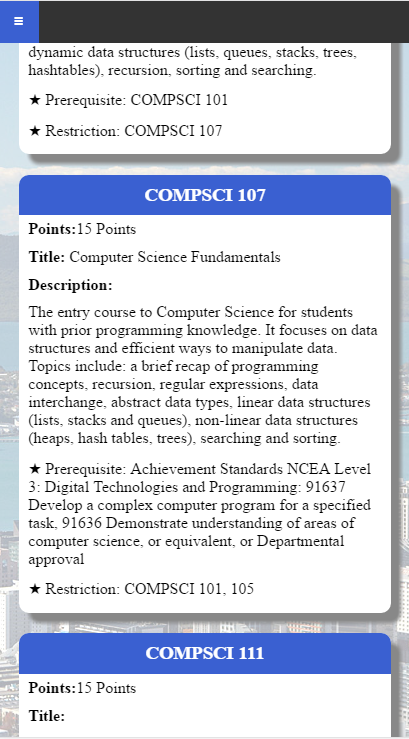 dynamic data structures (lists, queues, stacks, trees,
hashtables), recursion, sorting and searching.
★ Prerequisite: COMPSCI 101
★ Restriction: COMPSCI 107
COMPSCI 107
Points:15 Points
Title: Computer Science Fundamentals
Description:
The entry course to Computer Science for students
with prior programming knowledge. It focuses on data
structures and efficient ways to manipulate data.
Topics include: a brief recap of programming
concepts, recursion, regular expressions, data
interchange, abstract data types, linear data structures
(lists, stacks and queues), non-linear data structures
(heaps, hash tables, trees), searching and sorting.
★ Prerequisite: Achievement Standards NCEA Level
3: Digital Technologies and Programming: 91637
Develop a complex computer program for a specified
task, 91636 Demonstrate understanding of areas of
computer science, or equivalent, or Departmental
approval
★ Restriction: COMPSCI 101, 105
COMPSCI 111
Points:15 Points
Title: